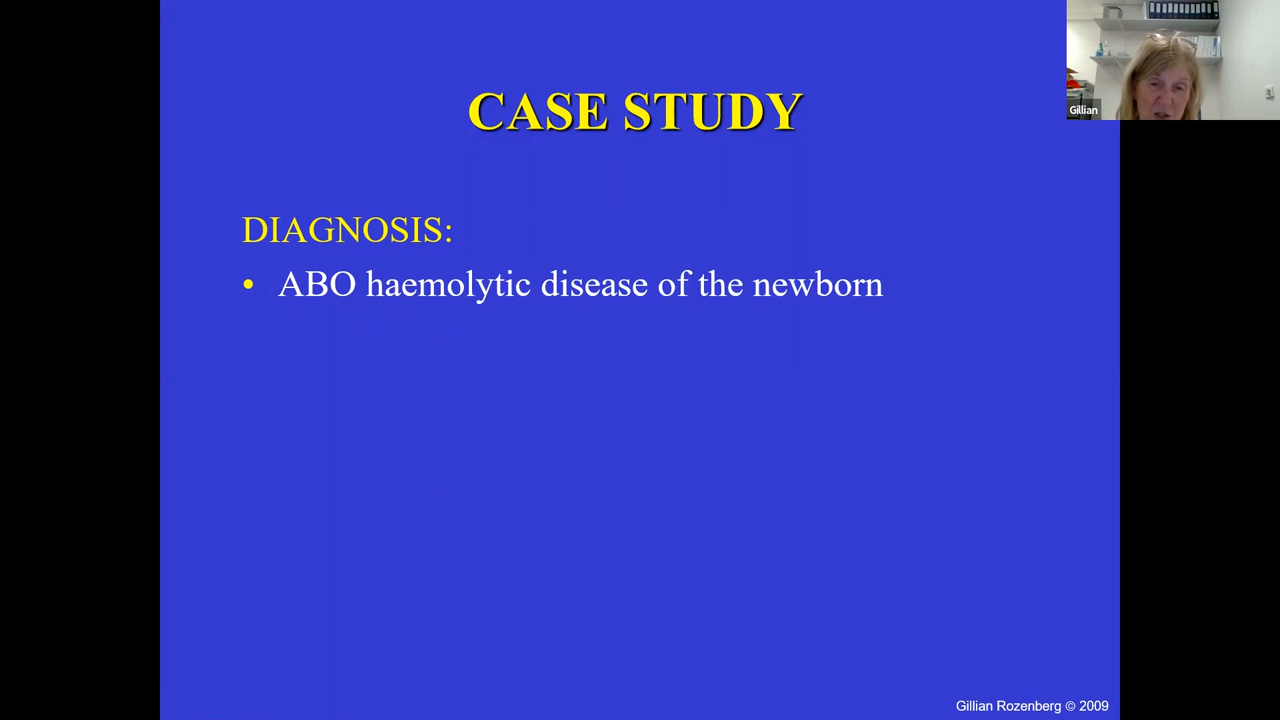 Gillian
CASE STUDY
DIAGNOSIS:
• ABO haemolytic disease of the newborn
Gillian Rozenberg © 2009